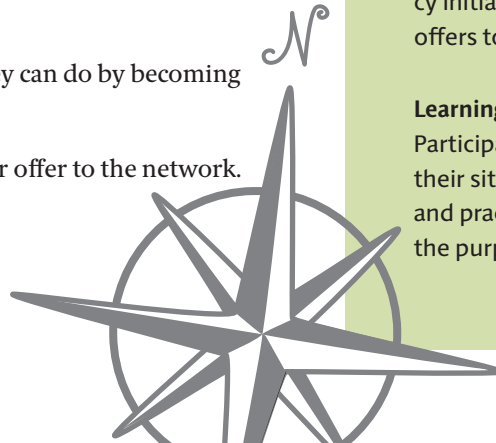 N
ey can do by becoming
r offer to the network.
cy initia
offers to
Learning
Participa
their sit
and prac
the purp